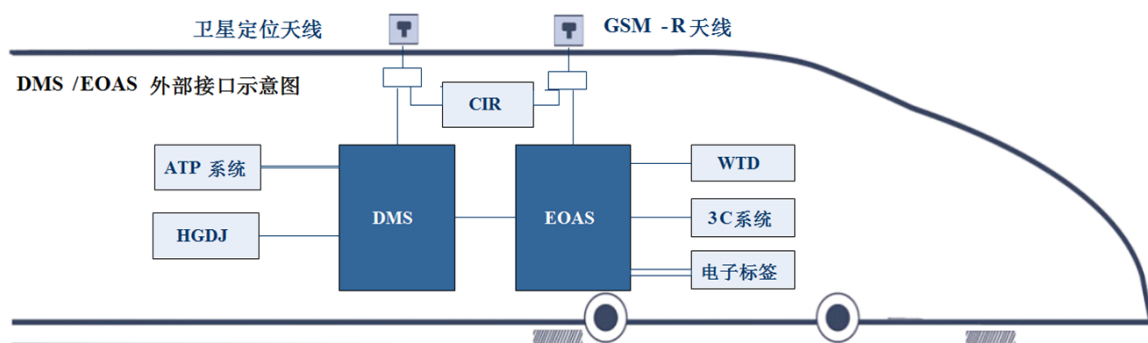 卫星定位天线
GSM -R天线
DMS /EOAS 外部接口示意图
CIR
ATP 系统
WTD
DMS
EOAS
3C系统
HGDJ
电子标签